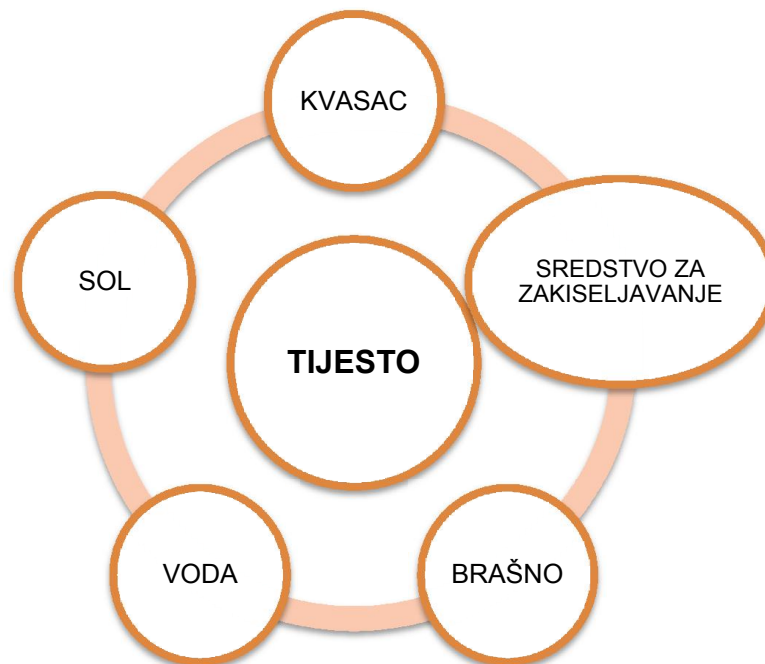 KVASAC
SREDSTVO ZA
ZAKISELJAVANJE
SOL
TIJESTO
VODA
BRAŠNO